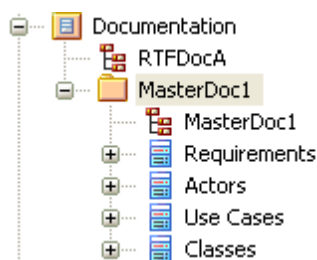 Documentation
RTFDocA
MasterDoc1
MasterDoc1
Requirements
Actors
Use Cases
Classes